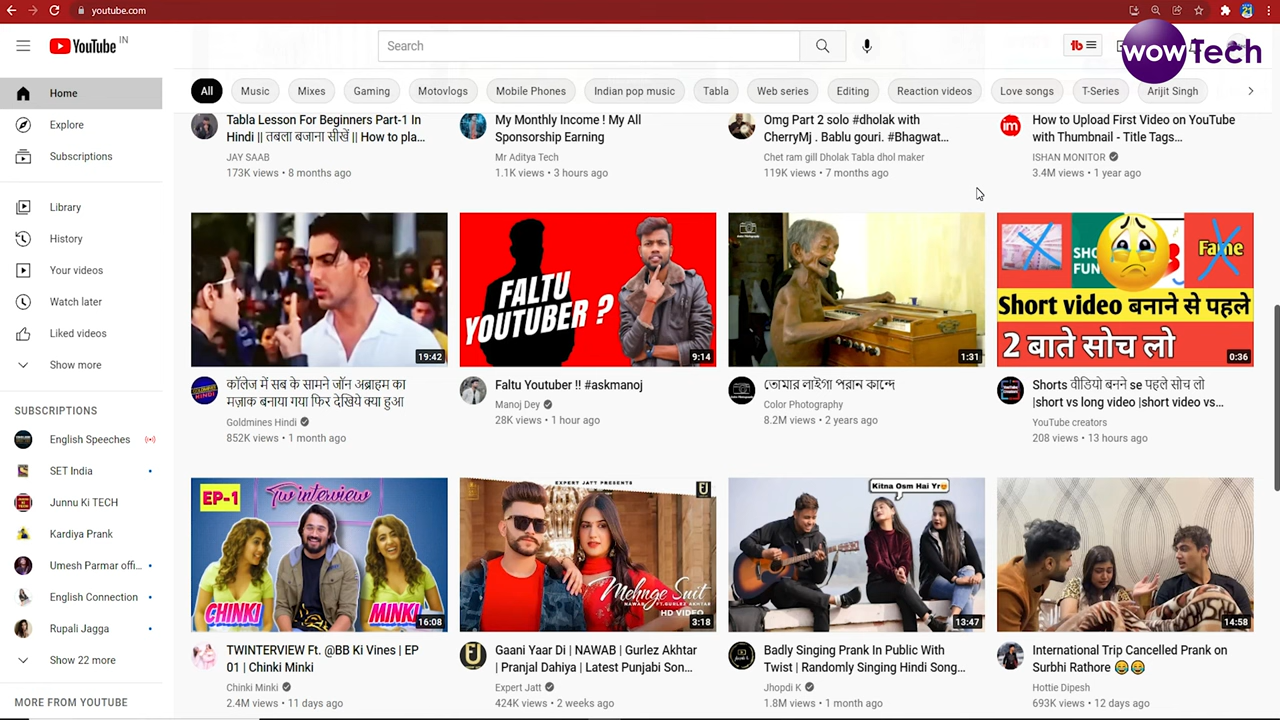 youtube.com
YouTube IN
Search
wowTech
Home
Explore
Subscriptions
Library
History
Your videos
Watch later
Liked videos
Show more
SUBSCRIPTIONS
English Speeches
SET India
Junnu Ki TECH
Kardiya Prank
Umesh Parmar offi...
English Connection
Rupali Jagga
Show 22 more
MORE FROM YOUTUBE
All Music Mixes Gaming Motovlogs Mobile Phones Indian pop music Tabla Web series Editing Reaction videos Love songs T-Series Arijit Singh
Tabla Lesson For Beginners Part-1 In
Hindi || तबला बजाना सीखें || How to pla...
JAY SAAB
173K views • 8 months ago
My Monthly Income ! My All
Sponsorship Earning
Mr Aditya Tech
1.1K views • 3 hours ago
Omg Part 2 solo #dholak with
CherryMj . Bablu gouri. #Bhagwat...
Chet ram gill Dholak Tabla dhol maker
119K views • 7 months ago
im
How to Upload First Video on YouTube
with Thumbnail - Title Tags...
ISHAN MONITOR
3.4M views • 1 year ago
19:42
कॉलेज में सब के सामने जॉन अब्राहम का
मज़ाक बनाया गया फिर देखिये क्या हुआ
Goldmines Hindi
852K views • 1 month ago
FALTU
YOUTUBER ?
9:14
Faltu Youtuber !! #askmanoj
Manoj Dey
28K views • 1 hour ago
1:31
তোমার লাইগা পরান কান্দে
Color Photography
8.2M views • 2 years ago
SHO
FUN
Fame
Short video बनाने से पहले
2 बाते सोच लो
0:36
Shorts वीडियो बनने se पहले सोच लो
|short vs long video |short video vs...
YouTube creators
208 views • 13 hours ago
EP-1
Twinterview
CHINKI
MINKI
16:08
TWINTERVIEW Ft. @BB Ki Vines | EP
01 | Chinki Minki
Chinki Minki
2.4M views • 11 days ago
EXPERT JATT PRESENTS
Mehnge Suit
NAWAB FT. GURLEZ AKHTAR
HD VIDEO
3:18
Gaani Yaar Di | NAWAB | Gurlez Akhtar
| Pranjal Dahiya | Latest Punjabi Son...
Expert Jatt
424K views • 2 weeks ago
Kitna Osm Hai Yr
13:47
Badly Singing Prank In Public With
Twist | Randomly Singing Hindi Song...
Jhopdi K
1.8M views • 1 month ago
14:58
International Trip Cancelled Prank on
Surbhi Rathore 😂😂
Hottie Dipesh
693K views • 12 days ago